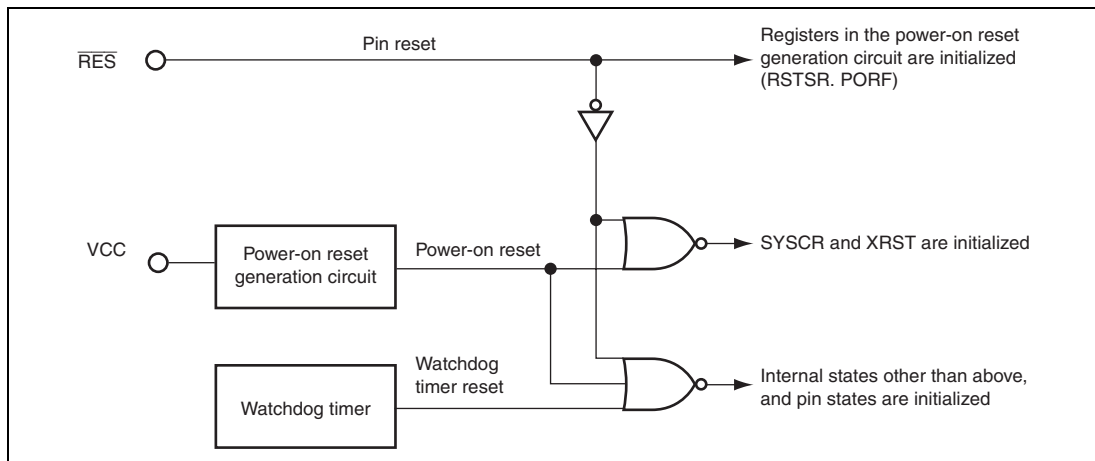 RES
Pin reset
Registers in the power-on reset
generation circuit are initialized
(RSTSR. PORF)
VCC
Power-on reset
generation circuit
Power-on reset
SYSCR and XRST are initialized
Watchdog timer
Watchdog
timer reset
Internal states other than above,
and pin states are initialized